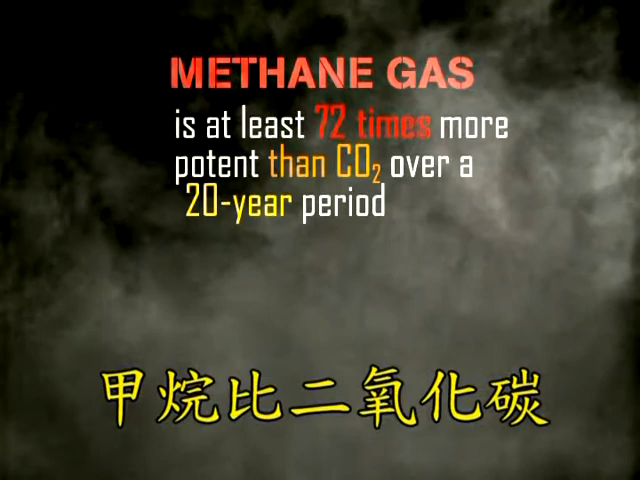 METHANE GAS
is at least 72 times more
potent than CO₂ over a
20-year period
甲烷比二氧化碳